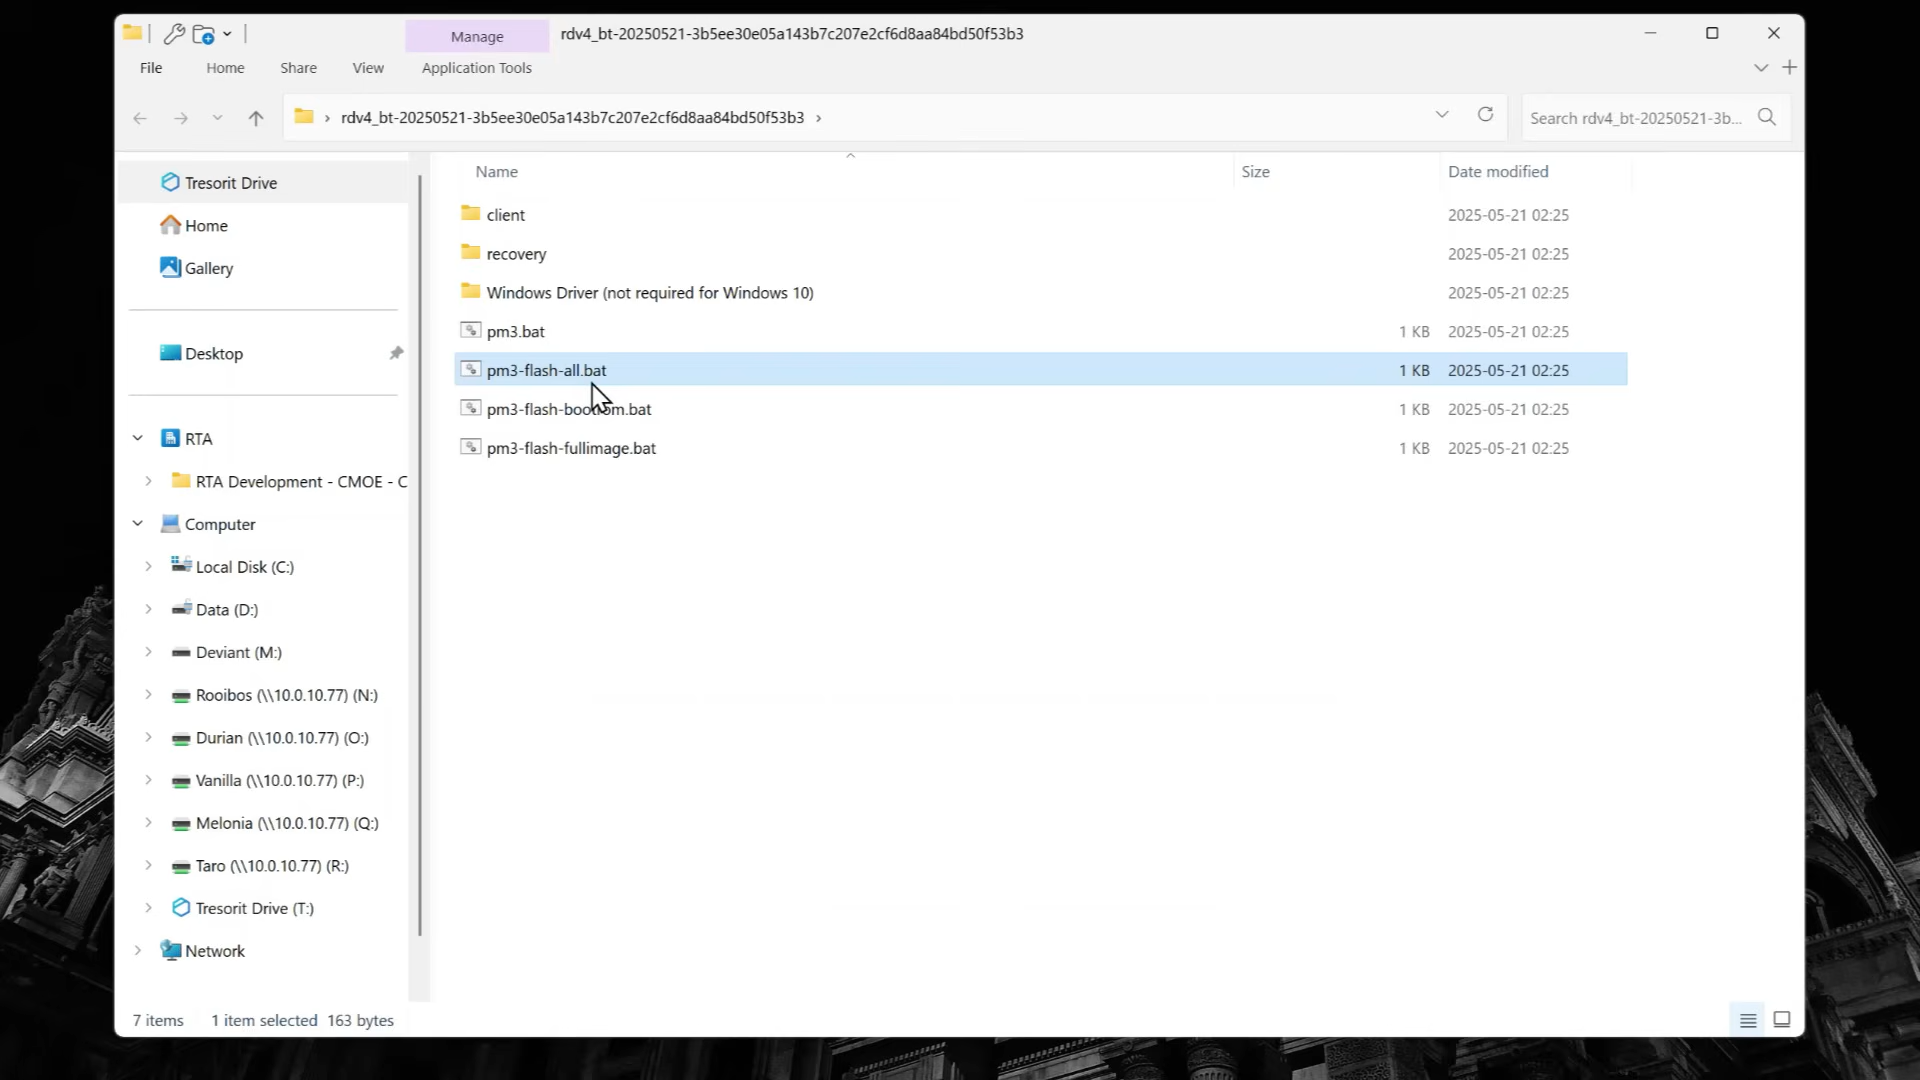 Manage
rdv4_bt-20250521-3b5ee30e05a143b7c207e2cf6d8aa84bd50f53b3
File
Home
Share
View
Application Tools
rdv4_bt-20250521-3b5ee30e05a143b7c207e2cf6d8aa84bd50f53b3
Search rdv4_bt-20250521-3b...
Tresorit Drive
Home
Gallery
Desktop
RTA
RTA Development - CMOE - C
Computer
Local Disk (C:)
Data (D:)
Deviant (M:)
Rooibos (\\10.0.10.77) (N:)
Durian (\\10.0.10.77) (O:)
Vanilla (\\10.0.10.77) (P:)
Melonia (\\10.0.10.77) (Q:)
Taro (\\10.0.10.77) (R:)
Tresorit Drive (T:)
Network
Name Size Date modified
client 2025-05-21 02:25
recovery 2025-05-21 02:25
Windows Driver (not required for Windows 10) 2025-05-21 02:25
pm3.bat 1 KB 2025-05-21 02:25
pm3-flash-all.bat 1 KB 2025-05-21 02:25
pm3-flash-bootrom.bat 1 KB 2025-05-21 02:25
pm3-flash-fullimage.bat 1 KB 2025-05-21 02:25
7 items 1 item selected 163 bytes